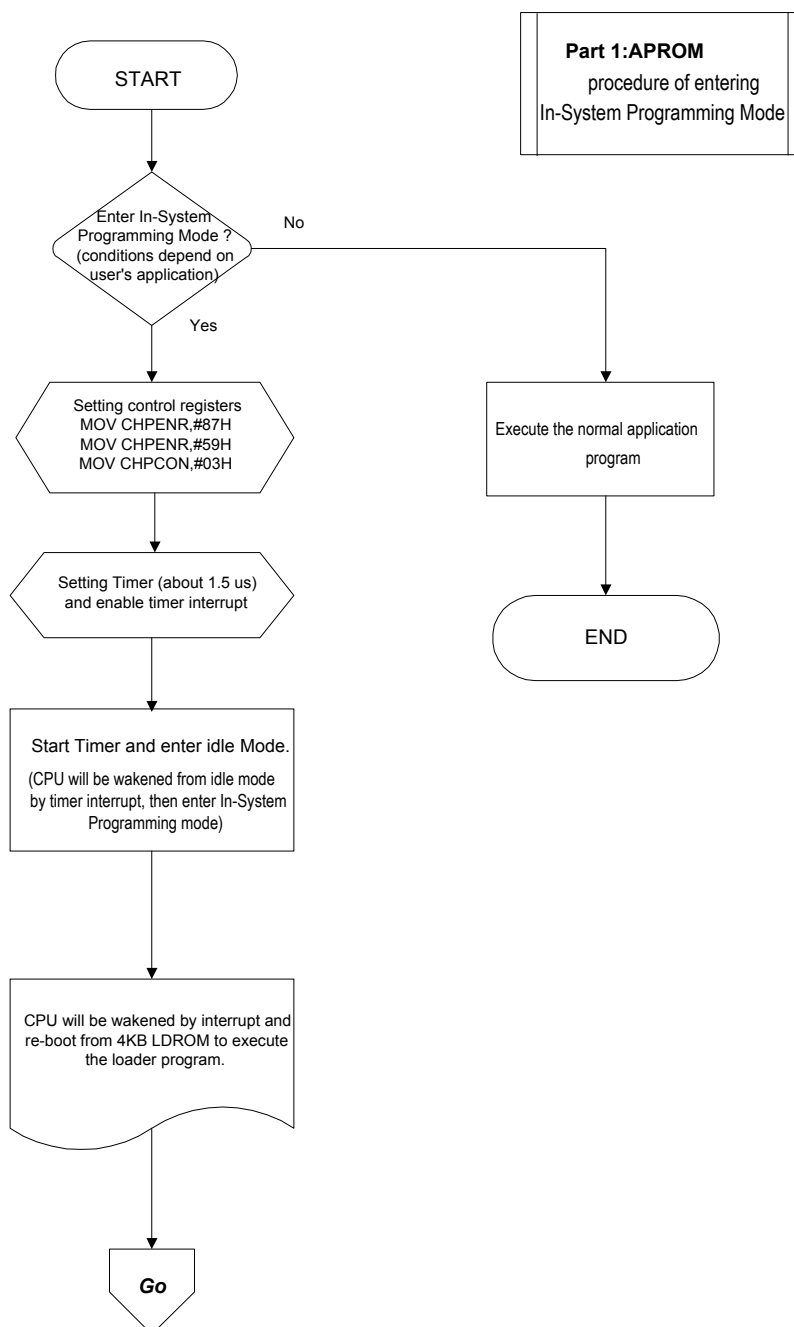 START
Part 1:APROM
procedure of entering
In-System Programming Mode
Enter In-System
Programming Mode ?
(conditions depend on
user's application)
No
Yes
Setting control registers
MOV CHPENR,#87H
MOV CHPENR,#59H
MOV CHPCON,#03H
Execute the normal application
program
Setting Timer (about 1.5 us)
and enable timer interrupt
END
Start Timer and enter idle Mode.
(CPU will be wakened from idle mode
by timer interrupt, then enter In-System
Programming mode)
CPU will be wakened by interrupt and
re-boot from 4KB LDROM to execute
the loader program.
Go